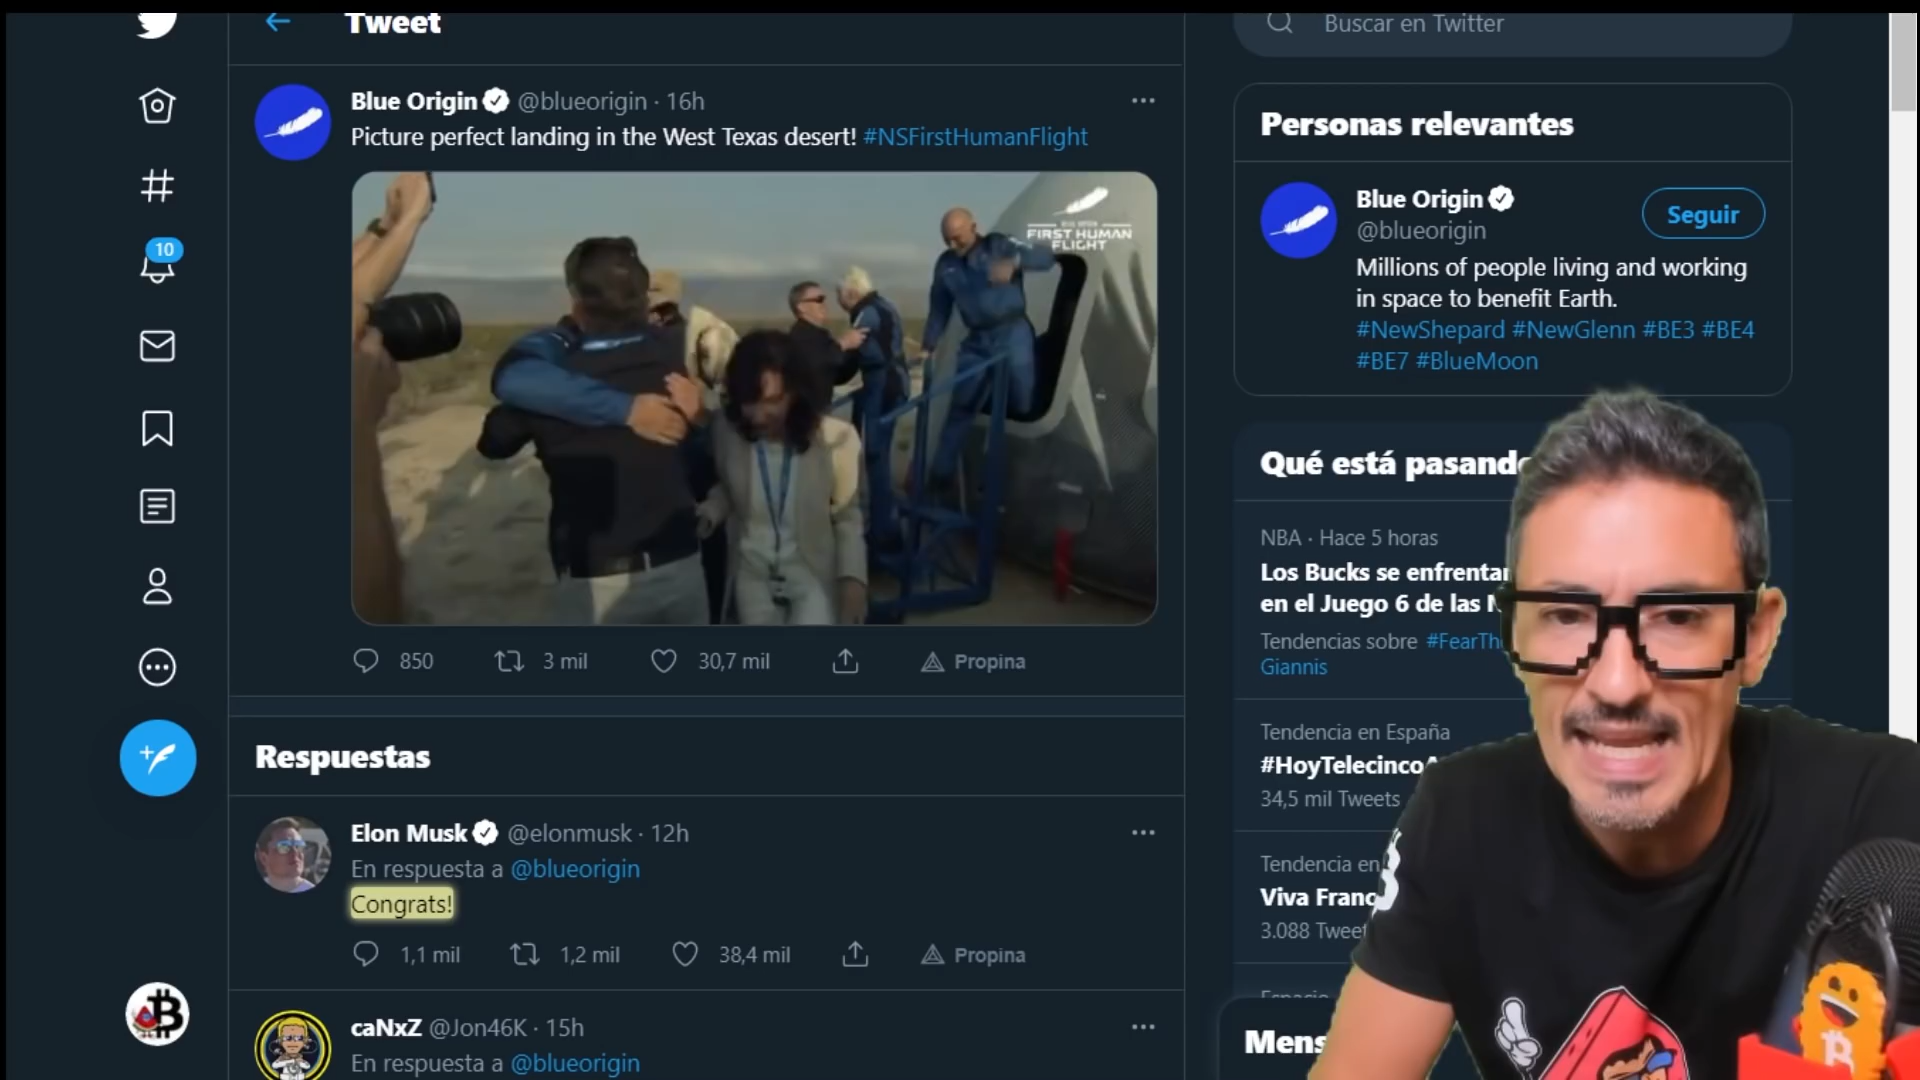 Tweet
Blue Origin @blueorigin · 16h
Picture perfect landing in the West Texas desert! #NSFirstHumanFlight
FIRST HUMAN
FLIGHT
850
3 mil
30,7 mil
Propina
Respuestas
Elon Musk @elonmusk · 12h
En respuesta a @blueorigin
Congrats!
1,1 mil
1,2 mil
38,4 mil
Propina
caNxZ @Jon46K · 15h
En respuesta a @blueorigin
10
Buscar en Twitter
Personas relevantes
Blue Origin
@blueorigin
Seguir
Millions of people living and working
in space to benefit Earth.
#NewShepard #NewGlenn #BE3 #BE4
#BE7 #BlueMoon
Qué está pasand
NBA · Hace 5 horas
Los Bucks se enfrenta
en el Juego 6 de las
Tendencias sobre #FearTh
Giannis
Tendencia en España
#HoyTelecinco
34,5 mil Tweets
Tendencia en
Viva Franc
3.088 Tweet
Espacio
Mens